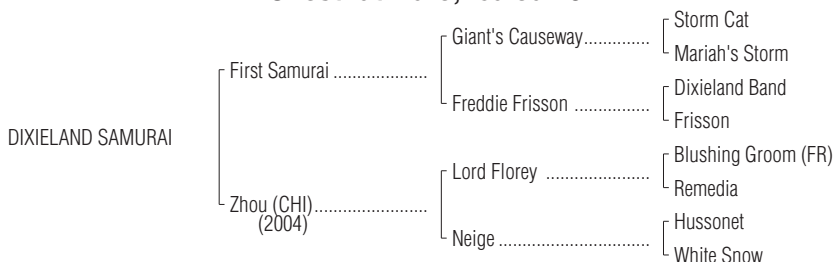 Giant's Causeway
Storm Cat
Mariah's Storm
First Samurai
Freddie Frisson
Dixieland Band
Frisson
DIXIELAND SAMURAI
Zhou (CHI)
(2004)
Lord Florey
Blushing Groom (FR)
Remedia
Neige
Hussonet
White Snow